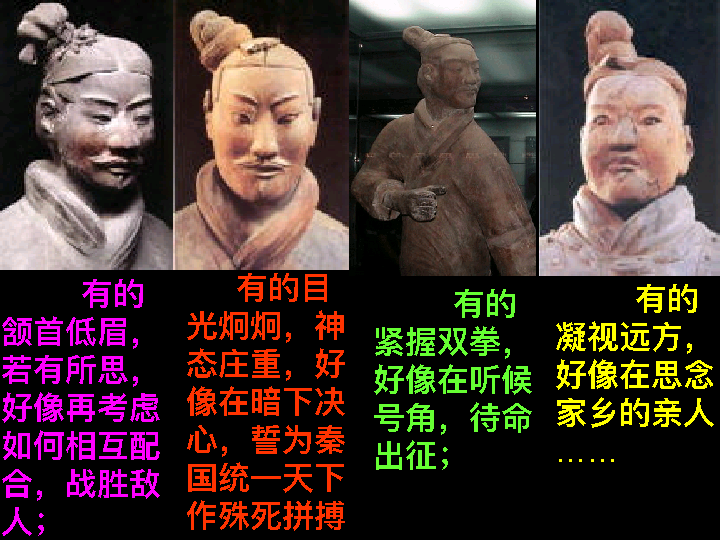 有的
颔首低眉，
若有所思，
好像再考虑
如何相互配
合，战胜敌
人；
有的目
光炯炯，神
态庄重，好
像在暗下决
心，誓为秦
国统一天下
作殊死拼搏
有的
紧握双拳，
好像在听候
号角，待命
出征；
有的
凝视远方，
好像在思念
家乡的亲人
……